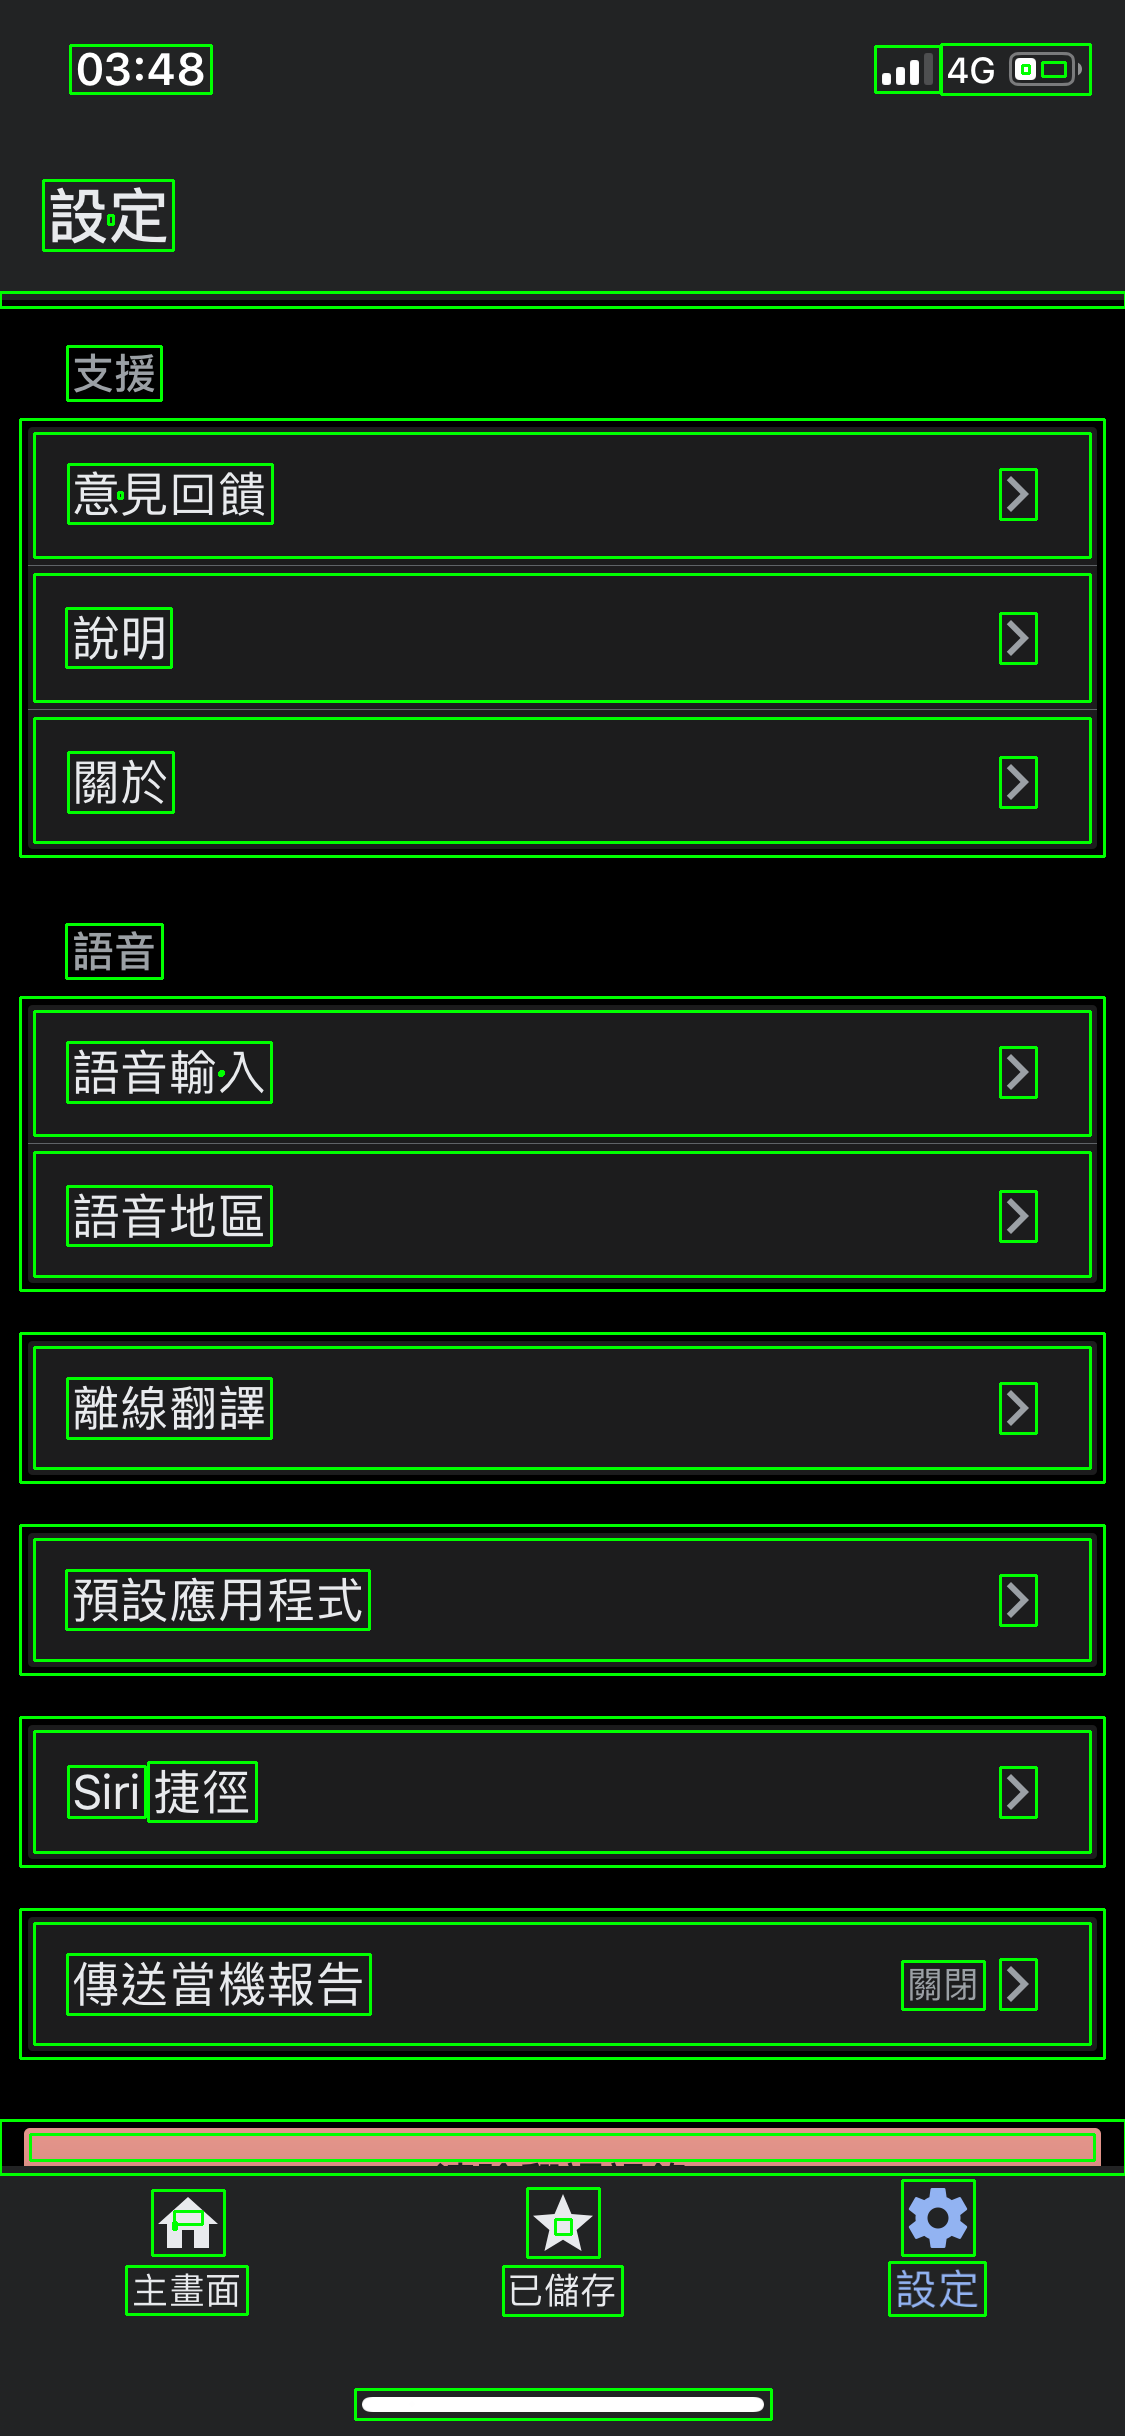 03:48 4G
設定
支援
意見回饋
說明
關於
語音
語音輸入
語音地區
離線翻譯
預設應用程式
Siri 捷徑
傳送當機報告 關閉
主畫面 已儲存 設定